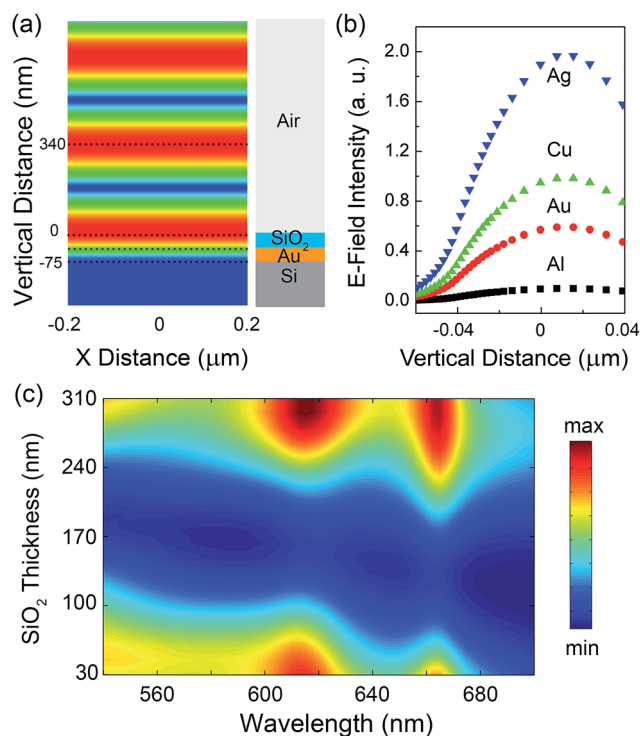 (a)
Vertical Distance (nm)
340
0
-75
-0.2
0
0.2
X Distance (μm)
Air
SiO2
Au
Si
(b)
E-Field Intensity (a. u.)
2.0
1.6
1.2
0.8
0.4
0.0
Ag
Cu
Au
Al
-0.04
0
0.04
Vertical Distance (μm)
(c)
SiO2 Thickness (nm)
310
240
170
100
30
560
600
640
680
Wavelength (nm)
max
min